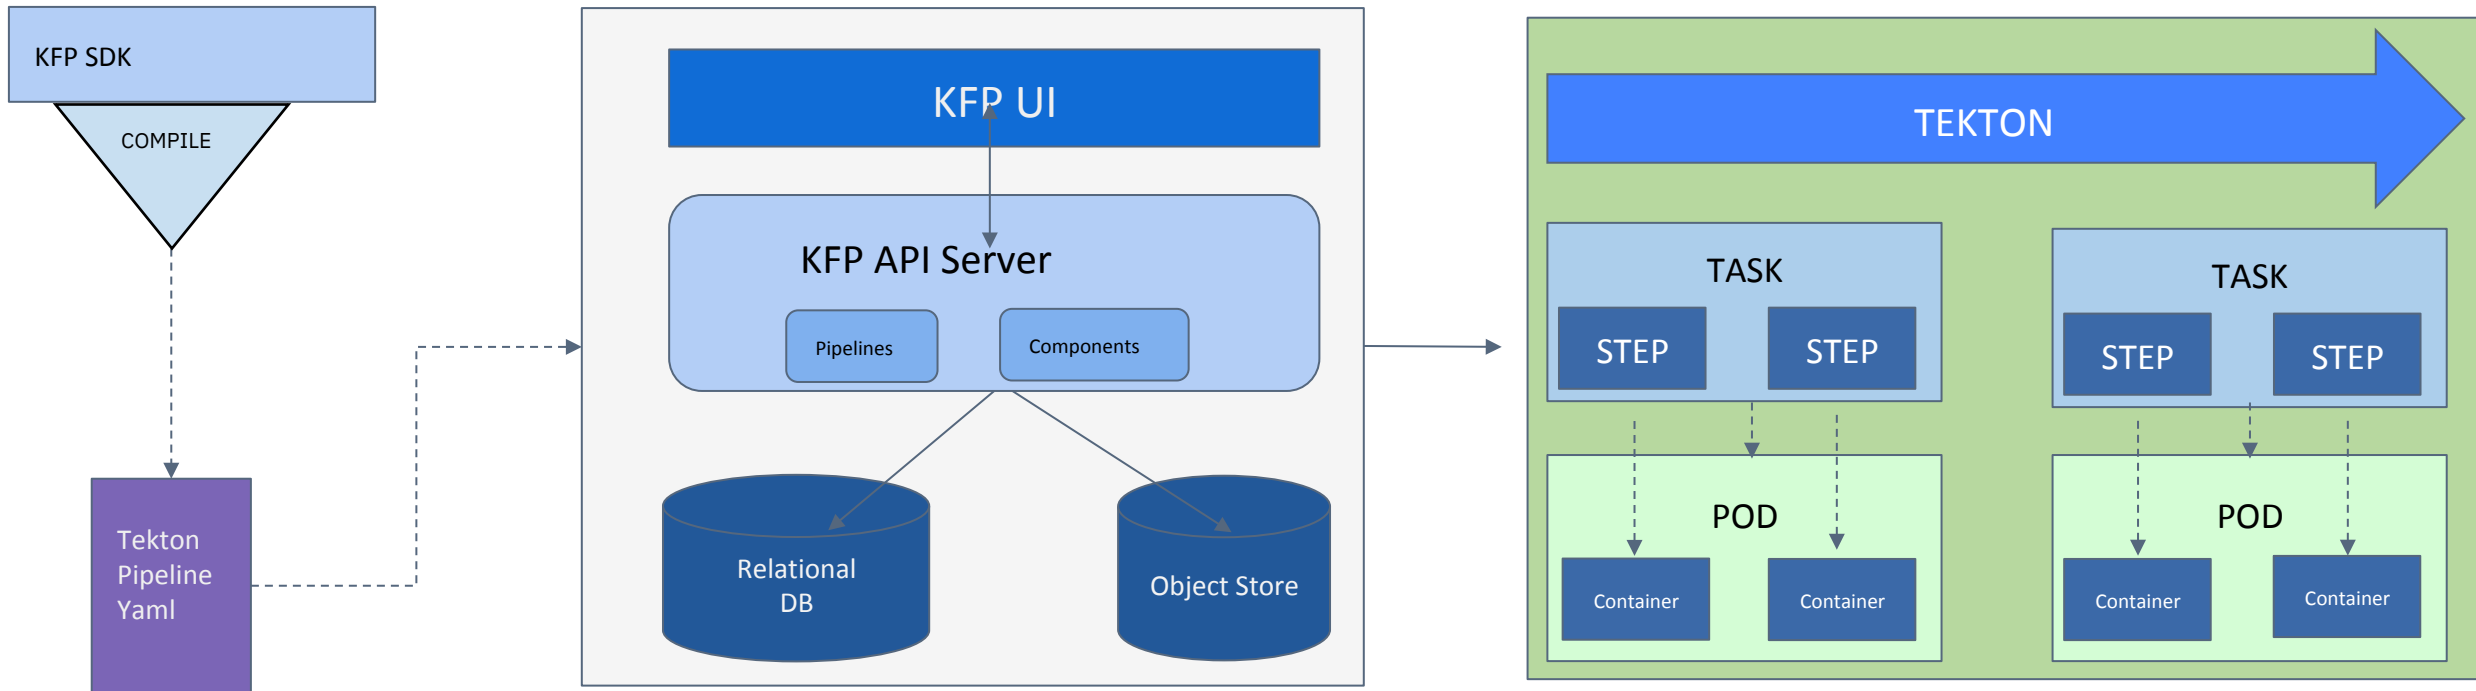 KFP SDK
COMPILE
Tekton
Pipeline
Yaml
KFP UI
KFP API Server
Pipelines
Components
Relational
DB
Object Store
TEKTON
TASK
STEP
STEP
POD
Container
Container
TASK
STEP
STEP
POD
Container
Container